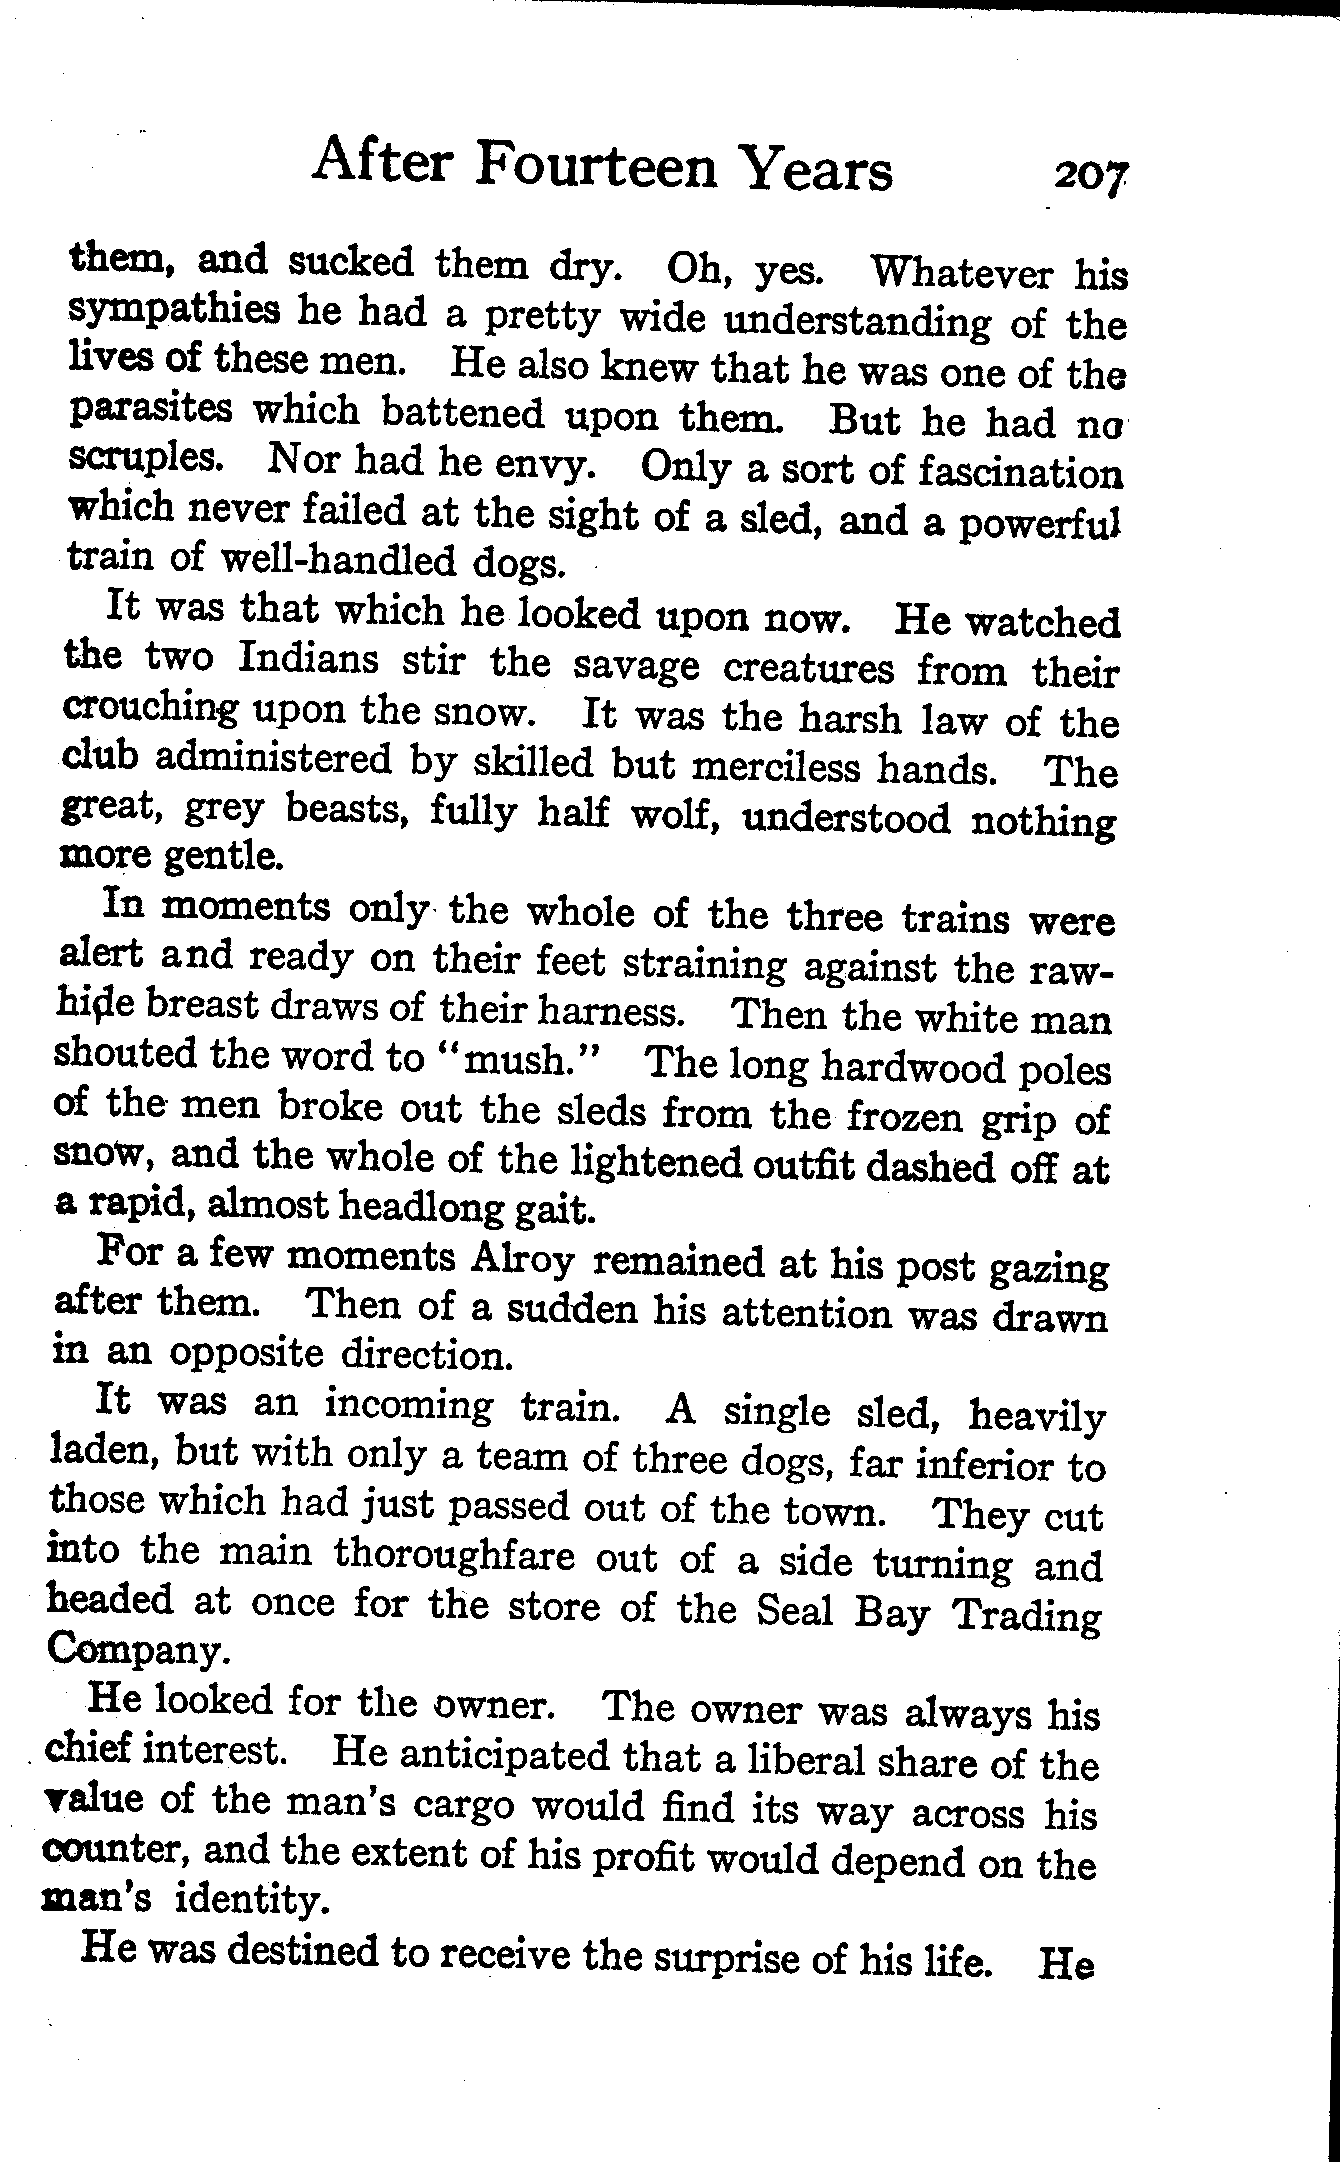 After Fourteen Years 207
them, and sucked them dry. Oh, yes. Whatever his
sympathies he had a pretty wide understanding of the
lives of these men. He also knew that he was one of the
parasites which battened upon them. But he had no
scruples. Nor had he envy. Only a sort of fascination
which never failed at the sight of a sled, and a powerful
train of well-handled dogs.
It was that which he looked upon now. He watched
the two Indians stir the savage creatures from their
crouching upon the snow. It was the harsh law of the
club administered by skilled but merciless hands. The
great, grey beasts, fully half wolf, understood nothing
more gentle.
In moments only the whole of the three trains were
alert and ready on their feet straining against the raw-
hide breast draws of their harness. Then the white man
shouted the word to “mush.” The long hardwood poles
of the men broke out the sleds from the frozen grip of
snow, and the whole of the lightened outfit dashed off at
a rapid, almost headlong gait.
For a few moments Alroy remained at his post gazing
after them. Then of a sudden his attention was drawn
in an opposite direction.
It was an incoming train. A single sled, heavily
laden, but with only a team of three dogs, far inferior to
those which had just passed out of the town. They cut
into the main thoroughfare out of a side turning and
headed at once for the store of the Seal Bay Trading
Company.
He looked for the owner. The owner was always his
chief interest. He anticipated that a liberal share of the
value of the man's cargo would find its way across his
counter, and the extent of his profit would depend on the
man's identity.
He was destined to receive the surprise of his life. He